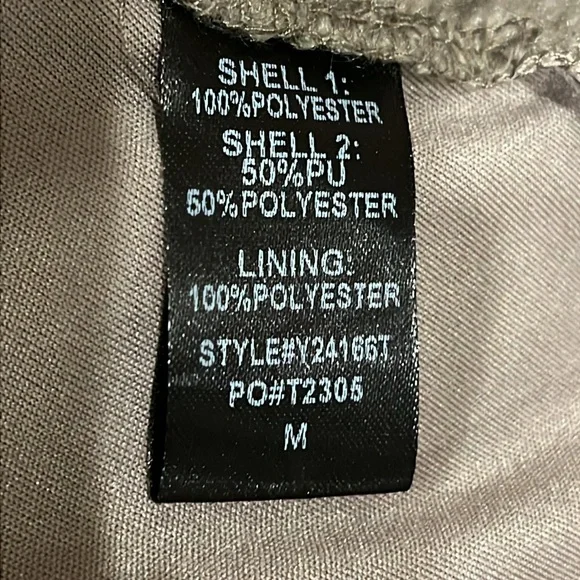 SHELL 1:
100%POLYESTER
SHELL 2:
50%PU
50%POLYESTER
LINING:
100%POLYESTER
STYLE#Y24166T
PO#T2305
M